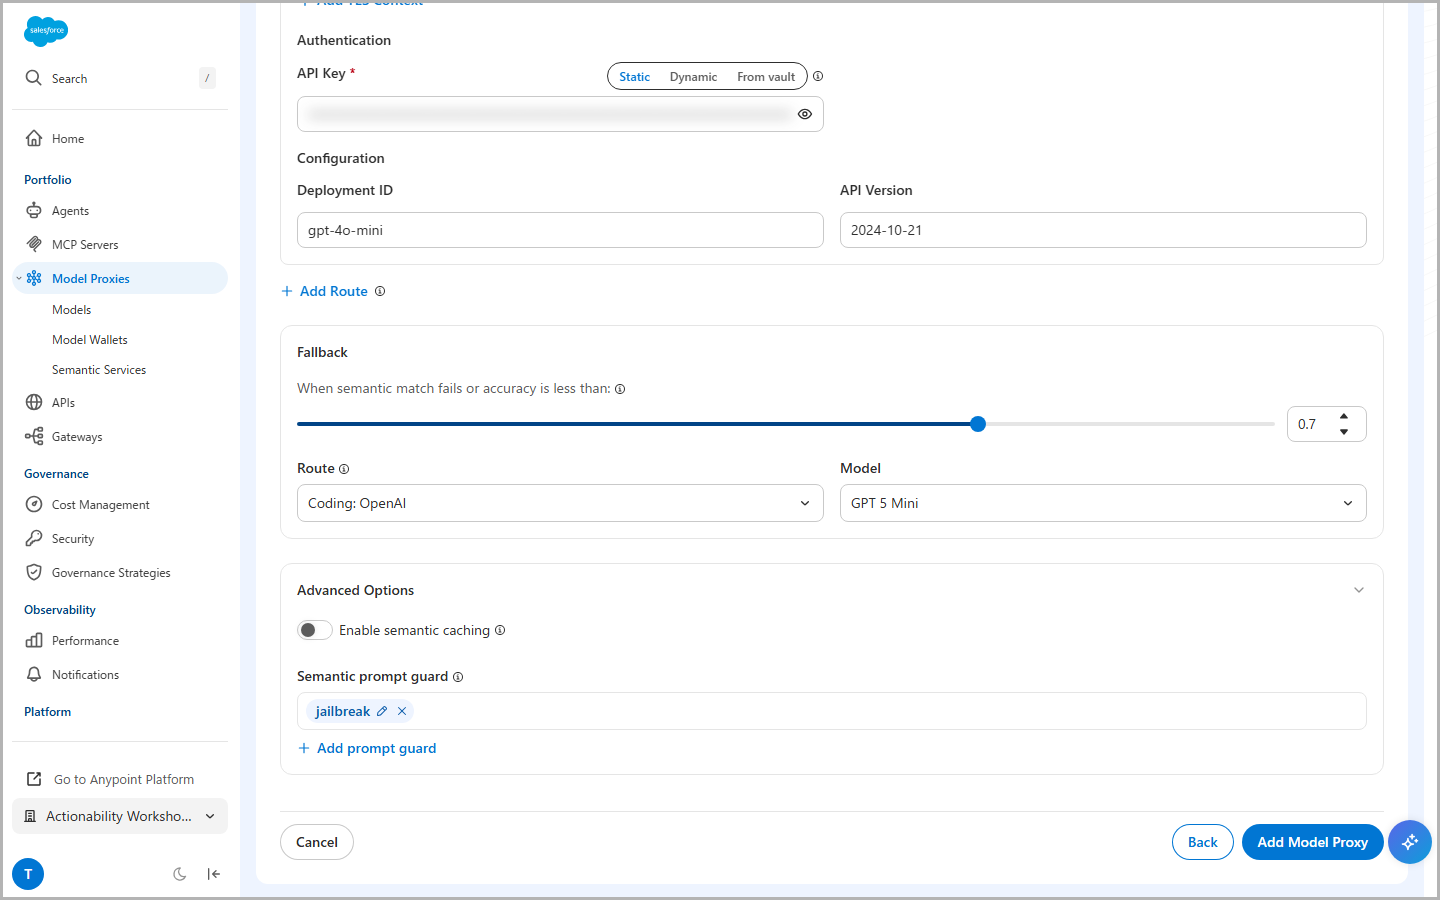 salesforce
Search
/
Home
Portfolio
Agents
MCP Servers
Model Proxies
Models
Model Wallets
Semantic Services
APIs
Gateways
Governance
Cost Management
Security
Governance Strategies
Observability
Performance
Notifications
Platform
Go to Anypoint Platform
Actionability Worksho...
T
Add TLS Context
Authentication
API Key *
Static Dynamic From vault
Configuration
Deployment ID API Version
gpt-4o-mini 2024-10-21
Add Route
Fallback
When semantic match fails or accuracy is less than:
0.7
Route Model
Coding: OpenAI GPT 5 Mini
Advanced Options
Enable semantic caching
Semantic prompt guard
jailbreak
Add prompt guard
Cancel Back Add Model Proxy